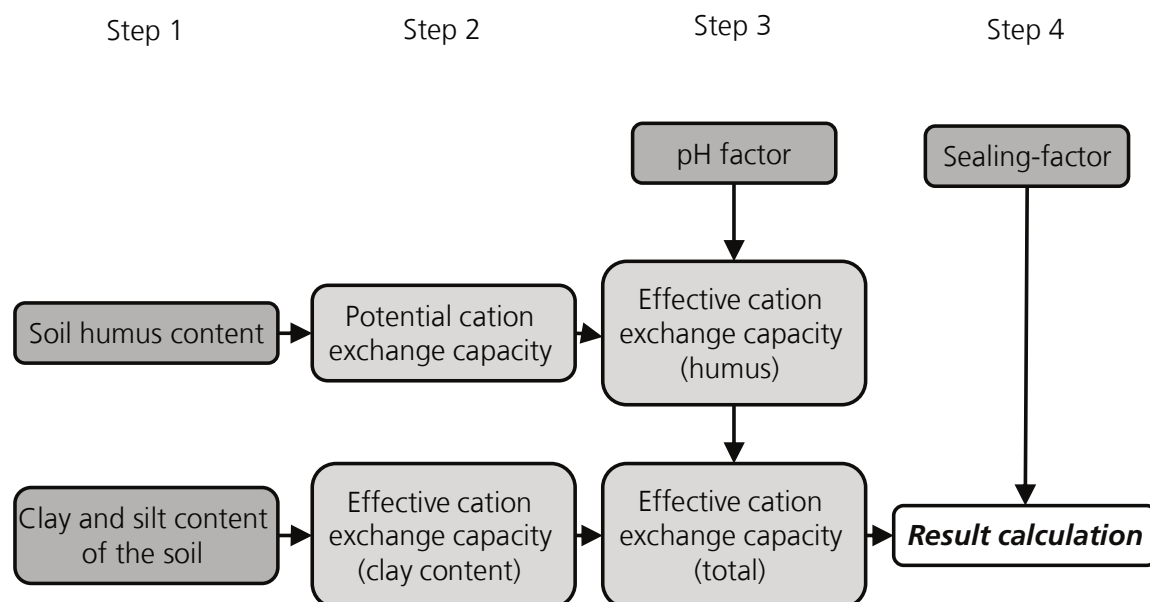 Step 1
Step 2
Step 3
Step 4
pH factor
Sealing-factor
Soil humus content
Potential cation
exchange capacity
Effective cation
exchange capacity
(humus)
Clay and silt content
of the soil
Effective cation
exchange capacity
(clay content)
Effective cation
exchange capacity
(total)
Result calculation